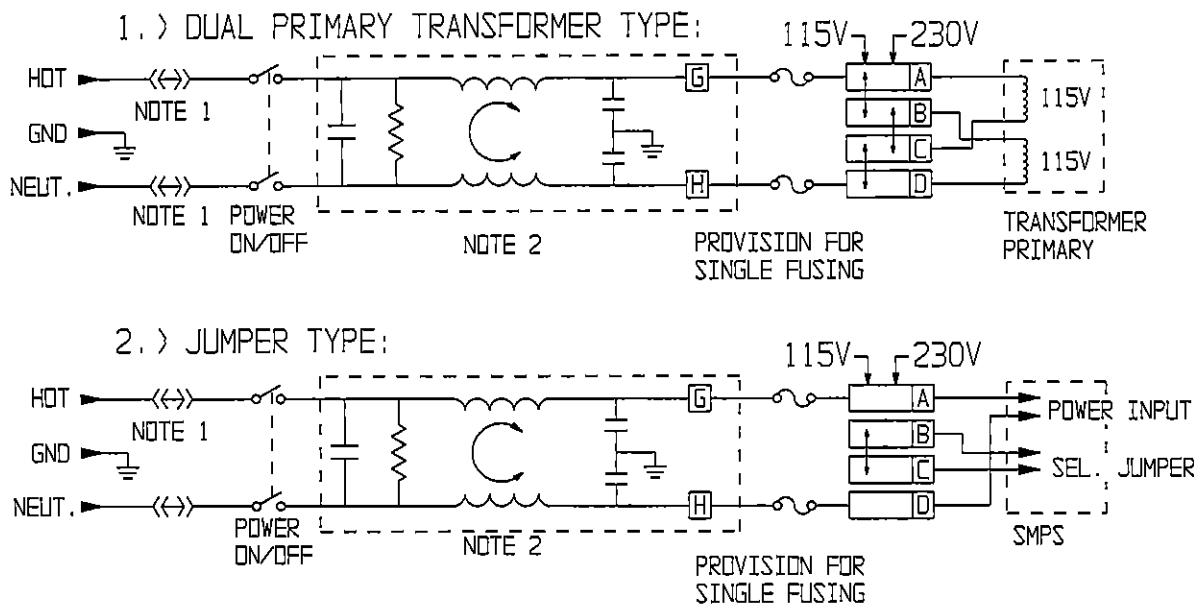 1.) DUAL PRIMARY TRANSFORMER TYPE:
115V 230V
HOT
NOTE 1
GND
NEUT.
NOTE 1
POWER
ON/OFF
NOTE 2
G
H
PROVISION FOR
SINGLE FUSING
A
B
C
D
115V
115V
TRANSFORMER
PRIMARY
2.) JUMPER TYPE:
115V 230V
HOT
NOTE 1
GND
NEUT.
POWER
ON/OFF
NOTE 2
G
H
PROVISION FOR
SINGLE FUSING
A
B
C
D
POWER INPUT
SEL. JUMPER
SMPS